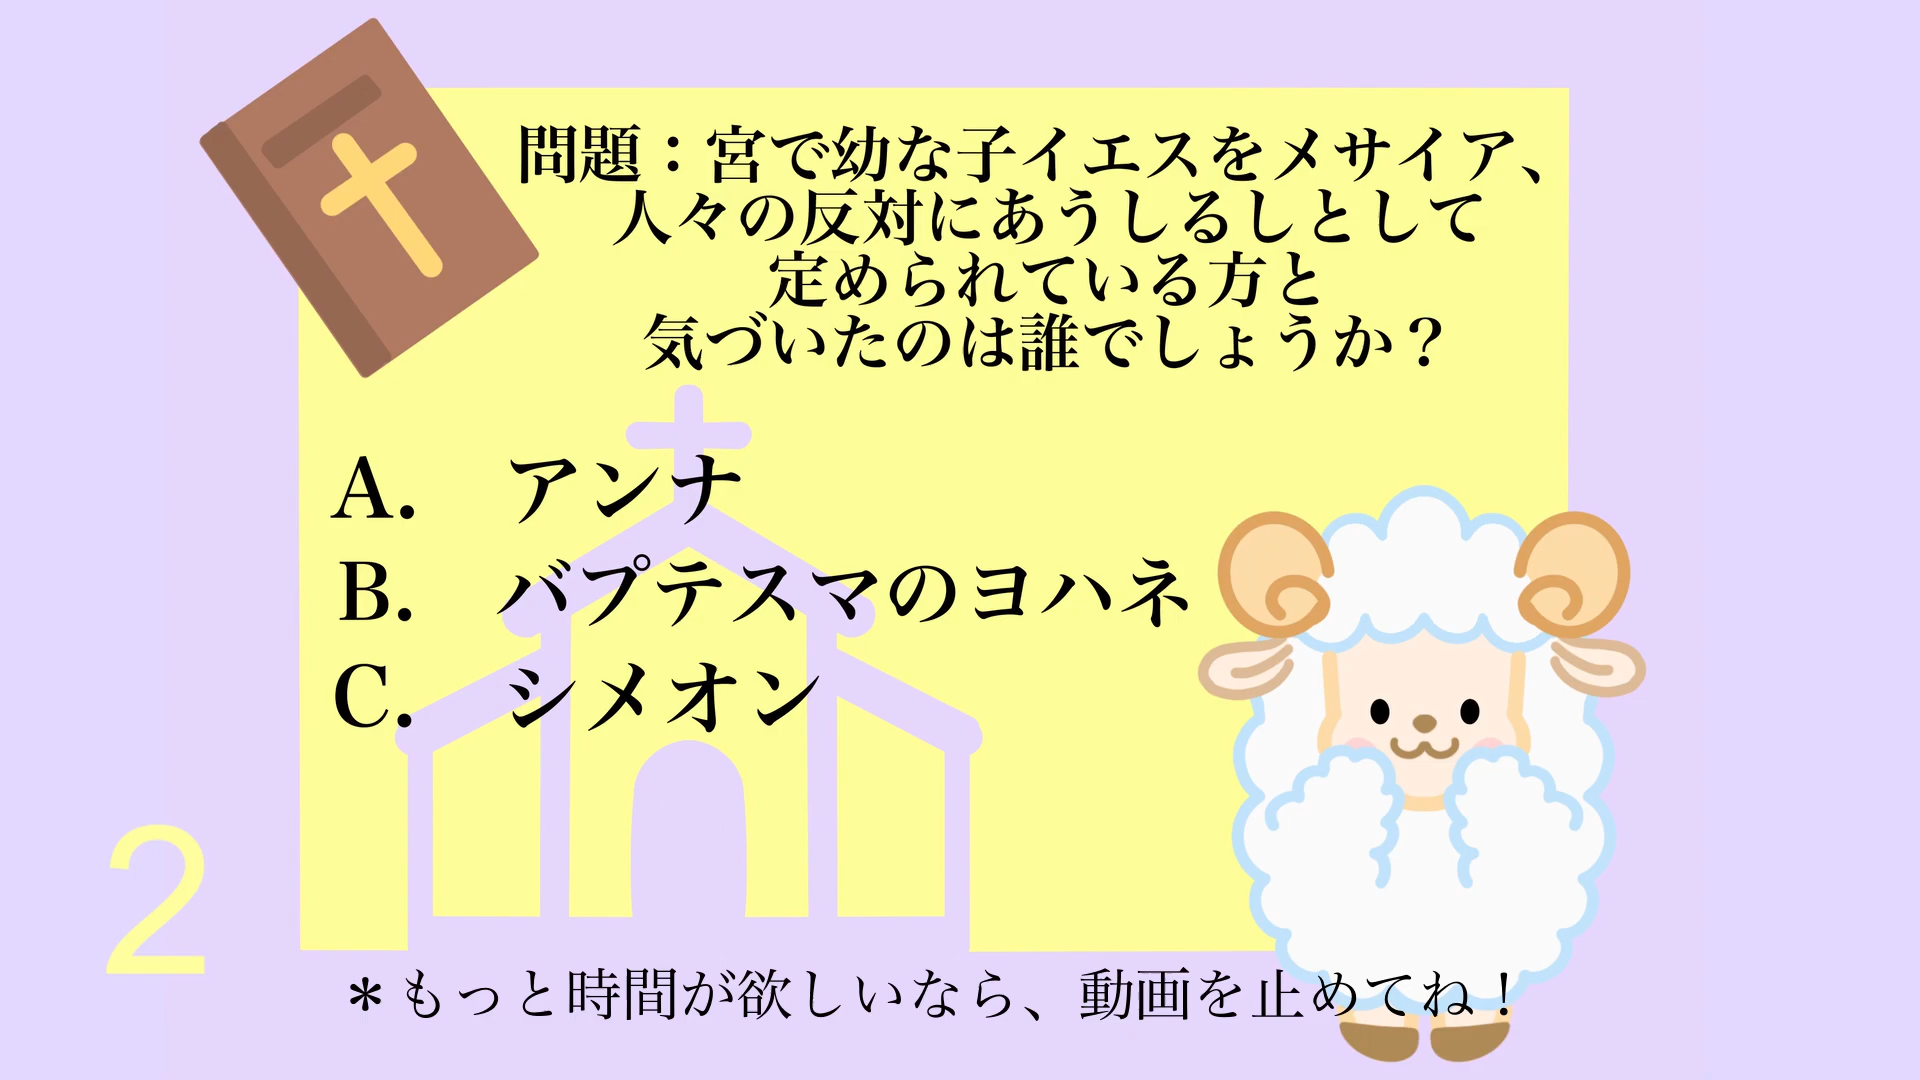 問題：宮で幼な子イエスをメサイア、
人々の反対にあうしるしとして
定められている方と
気づいたのは誰でしょうか？
A.　アンナ
B.　バプテスマのヨハネ
C.　シメオン
2
＊もっと時間が欲しいなら、動画を止めてね！